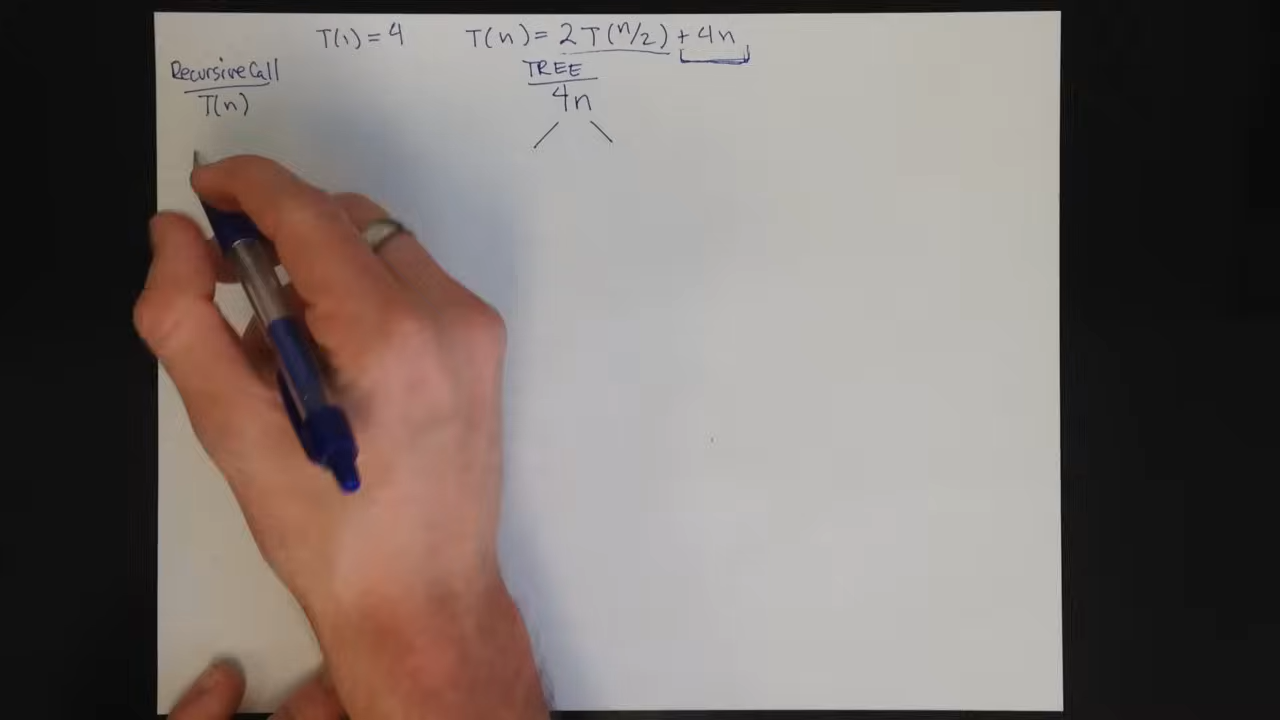 T(1) = 4 T(n) = 2T(n/2) + 4n
Recursive Call TREE
T(n) 4n